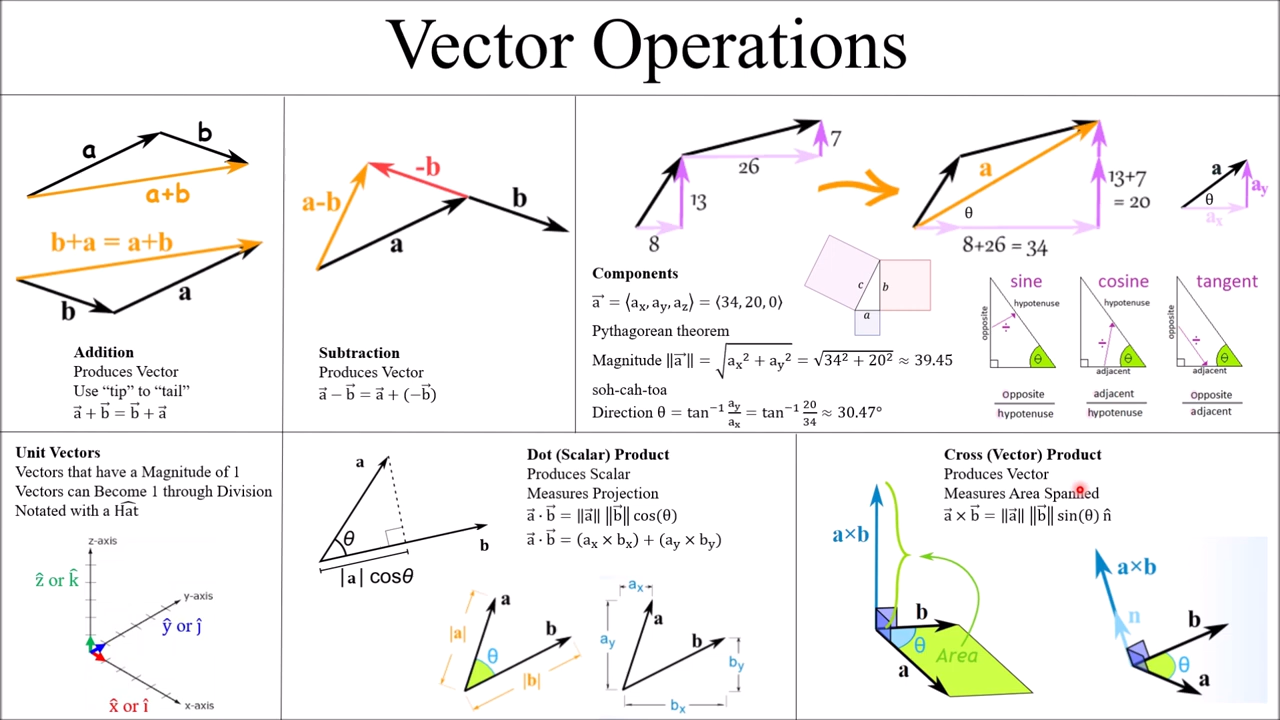 Vector Operations
a
b
a+b
b+a = a+b
b
a
Addition
Produces Vector
Use “tip” to “tail”
a⃗ + b⃗ = b⃗ + a⃗
-b
a-b
b
a
Subtraction
Produces Vector
a⃗ − b⃗ = a⃗ + (−b⃗)
7
26
13
8
a
θ
13+7
= 20
8+26 = 34
a
θ
a_y
a_x
Components
a⃗ = ⟨a_x, a_y, a_z⟩ = ⟨34, 20, 0⟩
Pythagorean theorem
Magnitude ‖a⃗‖ = √(a_x² + a_y²) = √(34² + 20²) ≈ 39.45
soh-cah-toa
Direction θ = tan⁻¹ a_y/a_x = tan⁻¹ 20/34 ≈ 30.47°
c
b
a
sine
opposite
hypotenuse
÷
θ
opposite
hypotenuse
cosine
hypotenuse
÷
θ
adjacent
adjacent
hypotenuse
tangent
opposite
÷
θ
adjacent
opposite
adjacent
Unit Vectors
Vectors that have a Magnitude of 1
Vectors can Become 1 through Division
Notated with a Hat̂
z-axis
ẑ or k̂
y-axis
ŷ or ĵ
x̂ or î
x-axis
a
θ
b
|a| cosθ
Dot (Scalar) Product
Produces Scalar
Measures Projection
a⃗ · b⃗ = ‖a⃗‖ ‖b⃗‖ cos(θ)
a⃗ · b⃗ = (a_x × b_x) + (a_y × b_y)
a
|a|
b
θ
|b|
a_x
a
a_y
b
b_y
b_x
Cross (Vector) Product
Produces Vector
Measures Area Spanned
a⃗ × b⃗ = ‖a⃗‖ ‖b⃗‖ sin(θ) n̂
a×b
b
θ
Area
a
a×b
n
b
θ
a